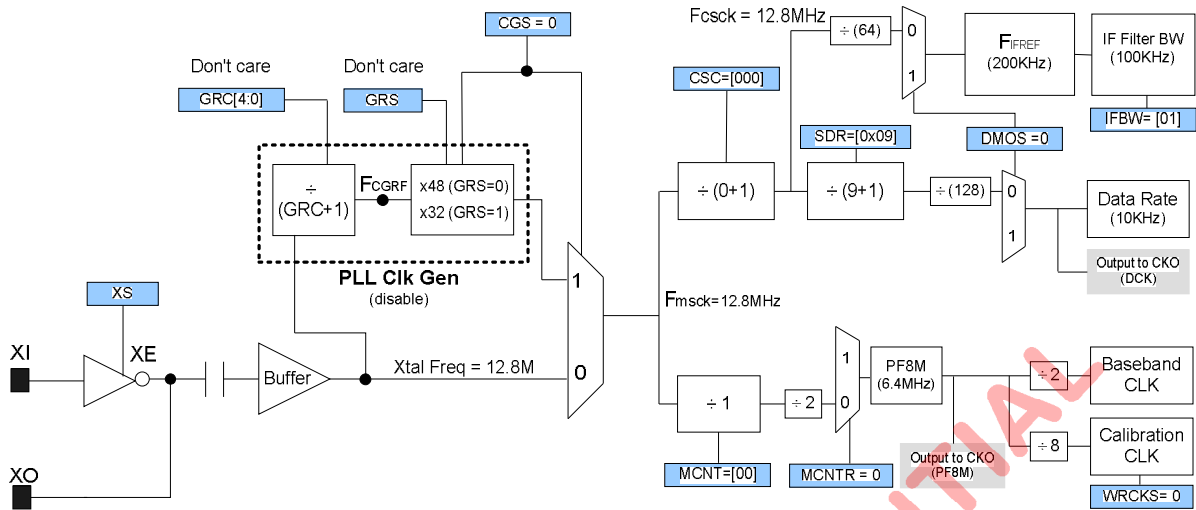 CGS = 0
Fcsck = 12.8MHz
÷ (64)
0
1
FIFREF
(200KHz)
IF Filter BW
(100KHz)
IFBW= [01]
Don't care
GRC[4:0]
Don't care
GRS
CSC=[000]
SDR=[0x09]
DMOS =0
÷
(GRC+1)
FCGRF
x48 (GRS=0)
x32 (GRS=1)
÷ (0+1)
÷ (9+1)
÷ (128)
0
1
Data Rate
(10KHz)
Output to CKO
(DCK)
PLL Clk Gen
(disable)
1
0
Fmsck=12.8MHz
XS
XI
XE
Buffer
Xtal Freq = 12.8M
XO
÷ 1
÷ 2
1
0
PF8M
(6.4MHz)
÷2
Baseband
CLK
÷8
Calibration
CLK
Output to CKO
(PF8M)
MCNT=[00]
MCNTR = 0
WRCKS= 0
NTIAL